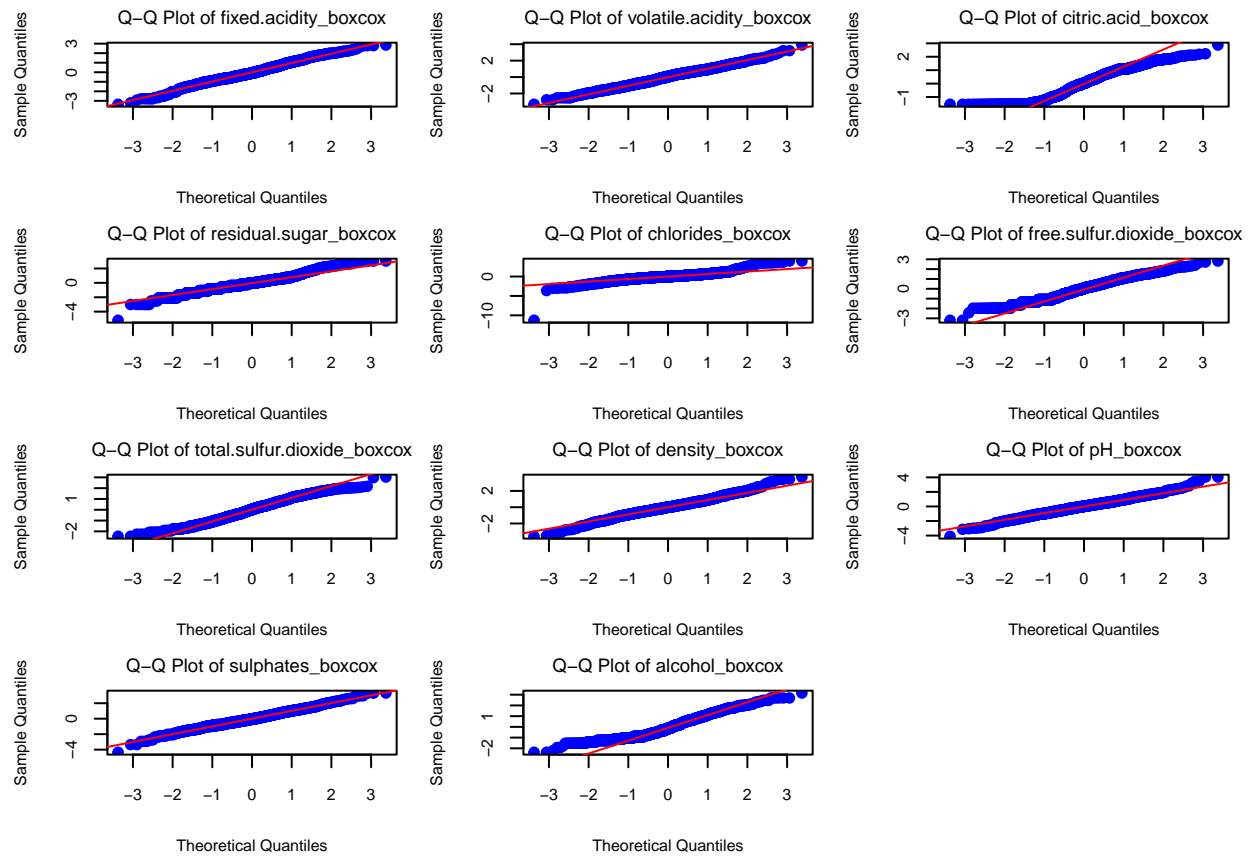 Q−Q Plot of fixed.acidity_boxcox
Sample Quantiles
3
0
−3
−3 −2 −1 0 1 2 3
Theoretical Quantiles
Q−Q Plot of volatile.acidity_boxcox
Sample Quantiles
2
−2
−3 −2 −1 0 1 2 3
Theoretical Quantiles
Q−Q Plot of citric.acid_boxcox
Sample Quantiles
2
−1
−3 −2 −1 0 1 2 3
Theoretical Quantiles
Q−Q Plot of residual.sugar_boxcox
Sample Quantiles
0
−4
−3 −2 −1 0 1 2 3
Theoretical Quantiles
Q−Q Plot of chlorides_boxcox
Sample Quantiles
0
−10
−3 −2 −1 0 1 2 3
Theoretical Quantiles
Q−Q Plot of free.sulfur.dioxide_boxcox
Sample Quantiles
3
0
−3
−3 −2 −1 0 1 2 3
Theoretical Quantiles
Q−Q Plot of total.sulfur.dioxide_boxcox
Sample Quantiles
1
−2
−3 −2 −1 0 1 2 3
Theoretical Quantiles
Q−Q Plot of density_boxcox
Sample Quantiles
2
−2
−3 −2 −1 0 1 2 3
Theoretical Quantiles
Q−Q Plot of pH_boxcox
Sample Quantiles
4
0
−4
−3 −2 −1 0 1 2 3
Theoretical Quantiles
Q−Q Plot of sulphates_boxcox
Sample Quantiles
0
−4
−3 −2 −1 0 1 2 3
Theoretical Quantiles
Q−Q Plot of alcohol_boxcox
Sample Quantiles
1
−2
−3 −2 −1 0 1 2 3
Theoretical Quantiles